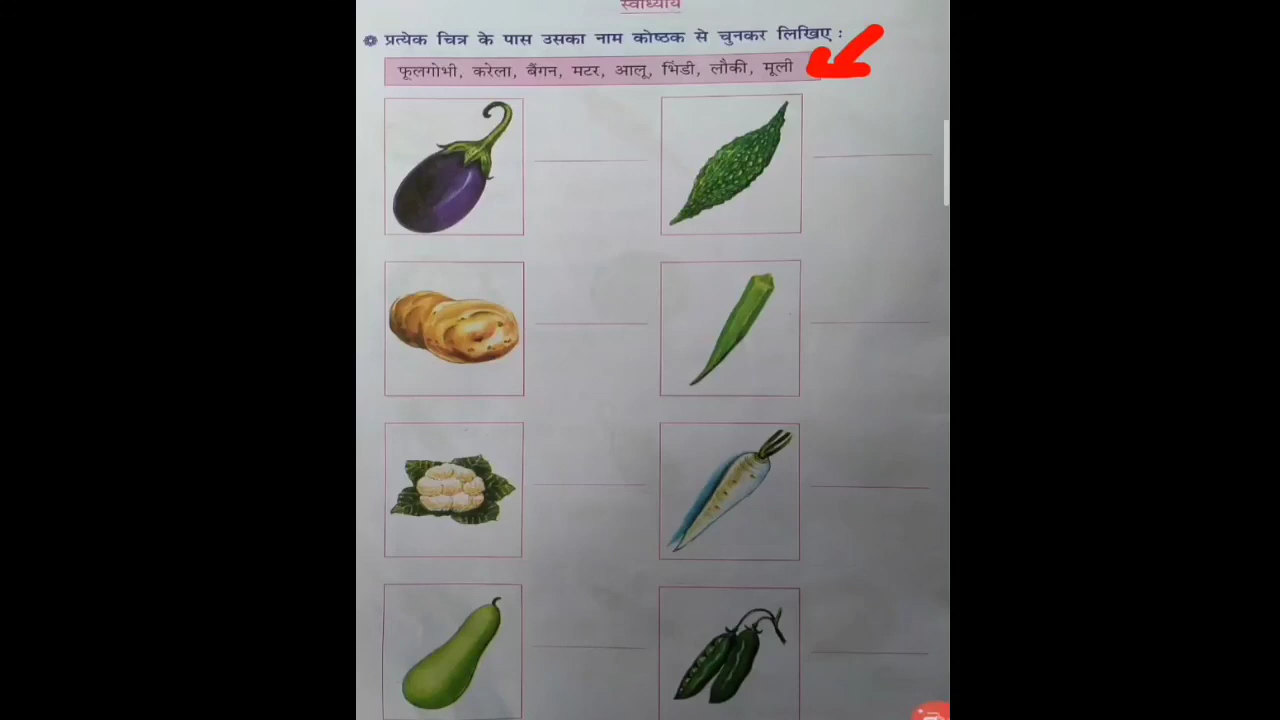 स्वाध्याय
प्रत्येक चित्र के पास उसका नाम कोष्ठक से चुनकर लिखिए :
फूलगोभी, करेला, बैंगन, मटर, आलू, भिंडी, लौकी, मूली